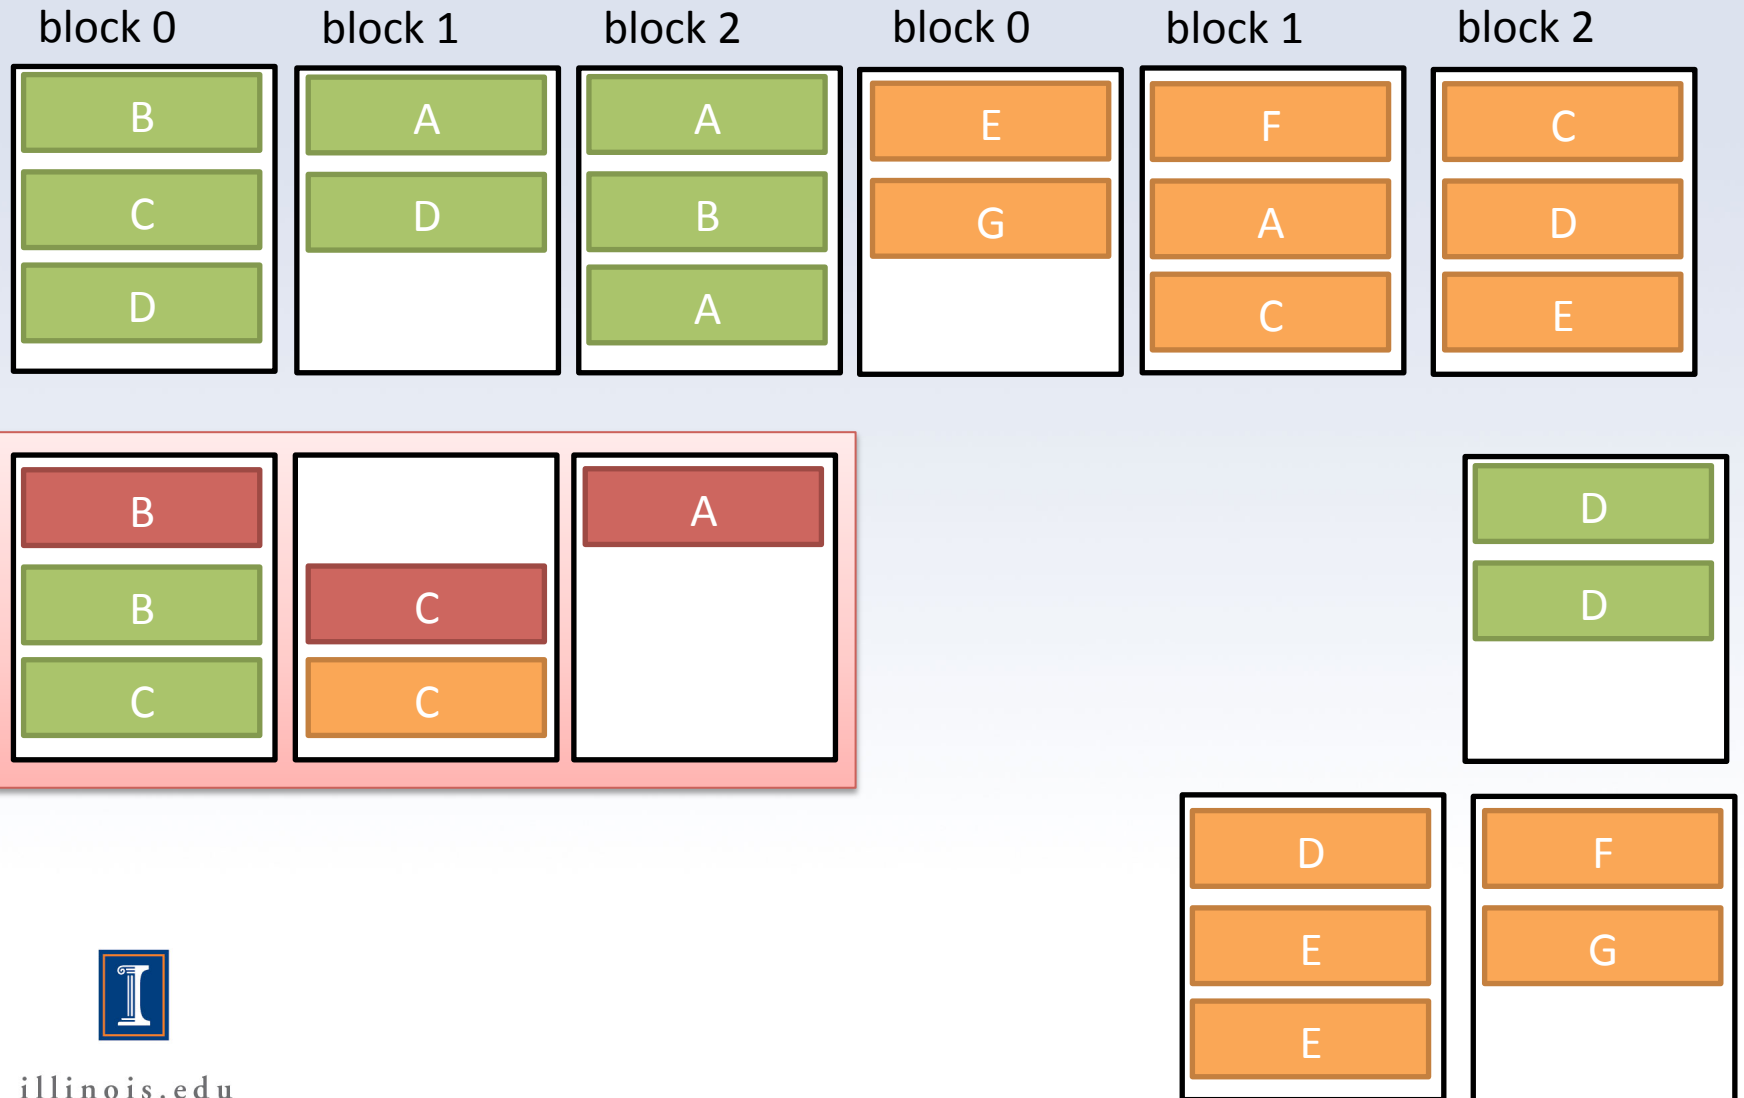 block 0 block 1 block 2 block 0 block 1 block 2
B A A E F C
C D B G A D
D A C E
B A D
B C D
C C
D F
E G
E
illinois.edu